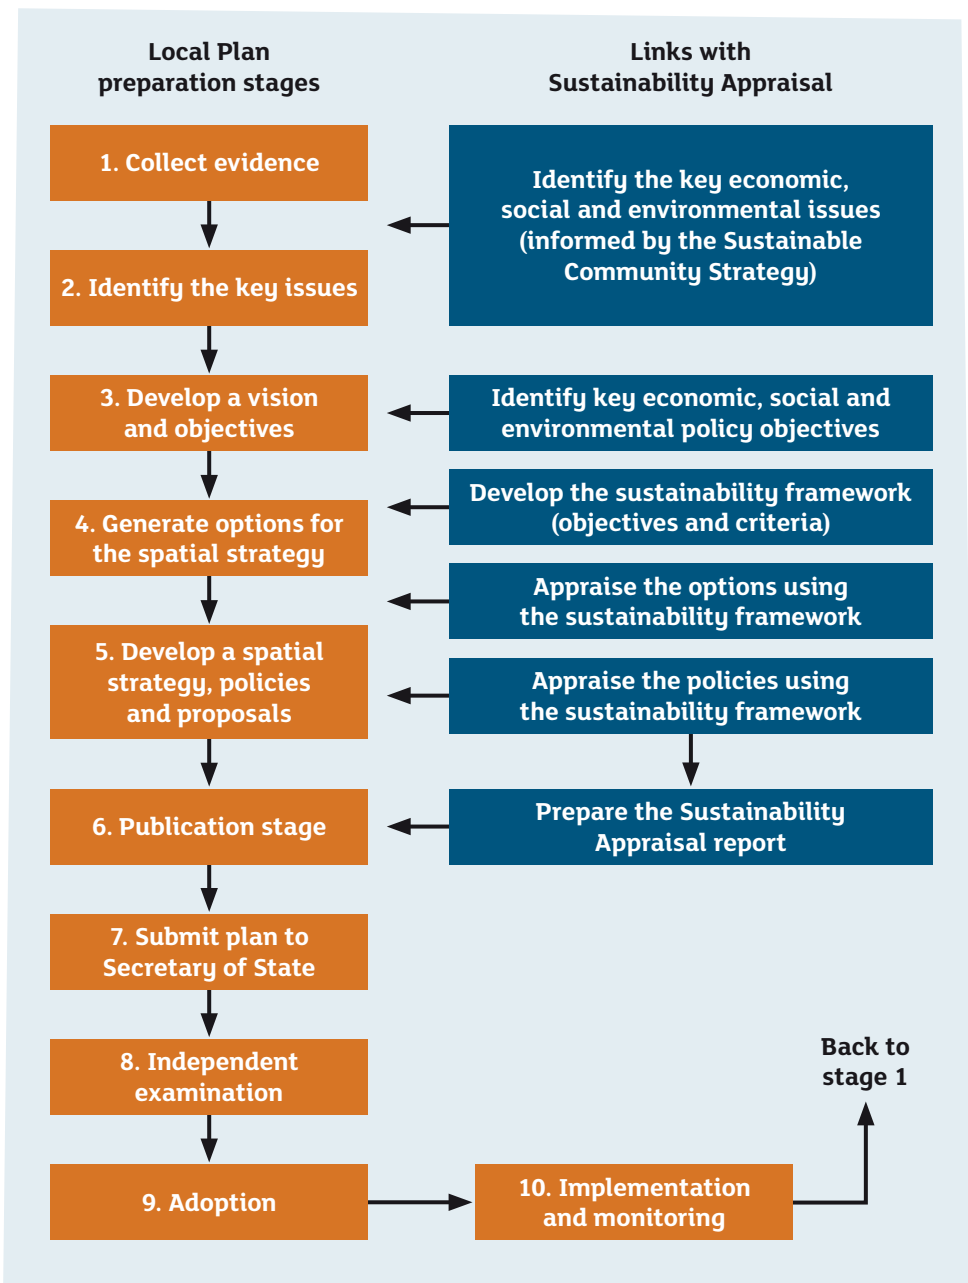 Local Plan
preparation stages
Links with
Sustainability Appraisal
1. Collect evidence
Identify the key economic,
social and environmental issues
(informed by the Sustainable
Community Strategy)
2. Identify the key issues
3. Develop a vision
and objectives
Identify key economic, social and
environmental policy objectives
Develop the sustainability framework
(objectives and criteria)
4. Generate options for
the spatial strategy
Appraise the options using
the sustainability framework
5. Develop a spatial
strategy, policies
and proposals
Appraise the policies using
the sustainability framework
6. Publication stage
Prepare the Sustainability
Appraisal report
7. Submit plan to
Secretary of State
8. Independent
examination
Back to
stage 1
9. Adoption
10. Implementation
and monitoring